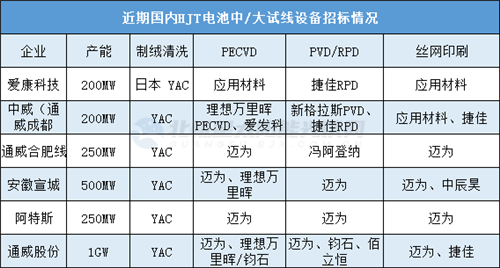 近期国内HJT电池中/大试线设备招标情况
企业 产能 制绒清洗 PECVD PVD/RPD 丝网印刷
爱康科技 200MW 日本 YAC 应用材料 捷佳RPD 应用材料
中威（通威成都 200MW YAC 理想万里晖PECVD、爱发科 新格拉斯PVD、捷佳RPD 应用材料、捷佳
通威合肥线 250MW YAC 迈为 冯阿登纳 迈为
安徽宣城 500MW YAC 迈为、理想万里晖 迈为 迈为、中辰昊
阿特斯 250MW YAC 迈为 迈为 迈为
通威股份 1GW YAC 迈为、理想万里晖/钧石 迈为、钧石、佰立恒 迈为、捷佳